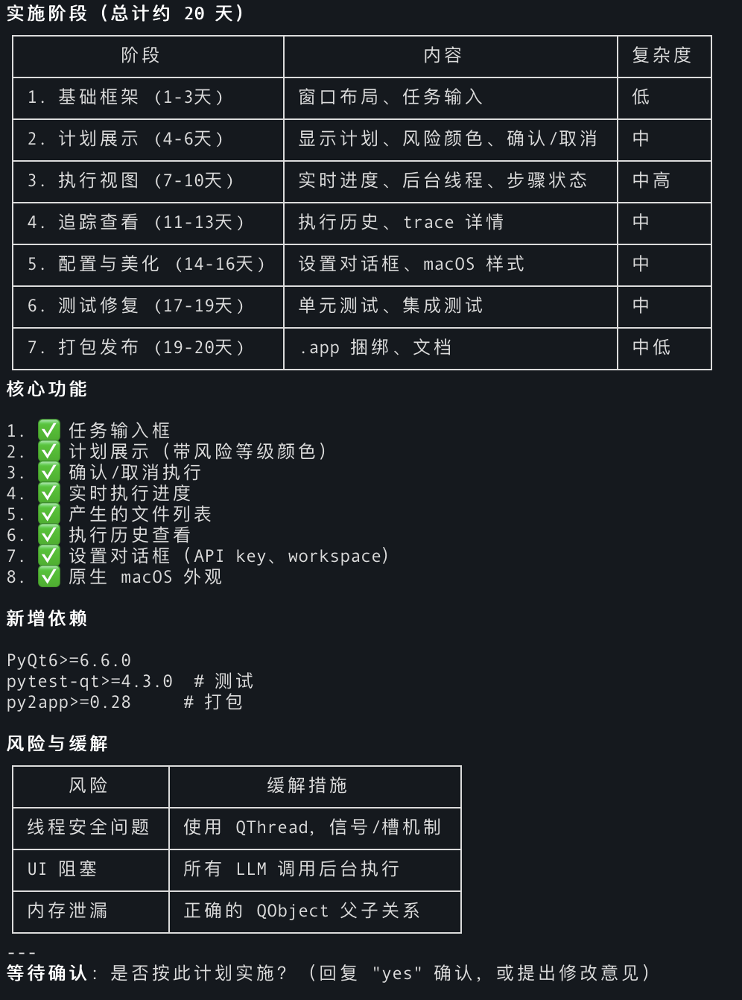 实施阶段（总计约 20 天）
阶段 内容 复杂度
1. 基础框架 (1-3天) 窗口布局、任务输入 低
2. 计划展示 (4-6天) 显示计划、风险颜色、确认/取消 中
3. 执行视图 (7-10天) 实时进度、后台线程、步骤状态 中高
4. 追踪查看 (11-13天) 执行历史、trace 详情 中
5. 配置与美化 (14-16天) 设置对话框、macOS 样式 中
6. 测试修复 (17-19天) 单元测试、集成测试 中
7. 打包发布 (19-20天) .app 捆绑、文档 中低
核心功能
1. ✅ 任务输入框
2. ✅ 计划展示（带风险等级颜色）
3. ✅ 确认/取消执行
4. ✅ 实时执行进度
5. ✅ 产生的文件列表
6. ✅ 执行历史查看
7. ✅ 设置对话框（API key、workspace）
8. ✅ 原生 macOS 外观
新增依赖
PyQt6>=6.6.0
pytest-qt>=4.3.0  # 测试
py2app>=0.28     # 打包
风险与缓解
风险 缓解措施
线程安全问题 使用 QThread，信号/槽机制
UI 阻塞 所有 LLM 调用后台执行
内存泄漏 正确的 QObject 父子关系
---
等待确认：是否按此计划实施？（回复 "yes" 确认，或提出修改意见）